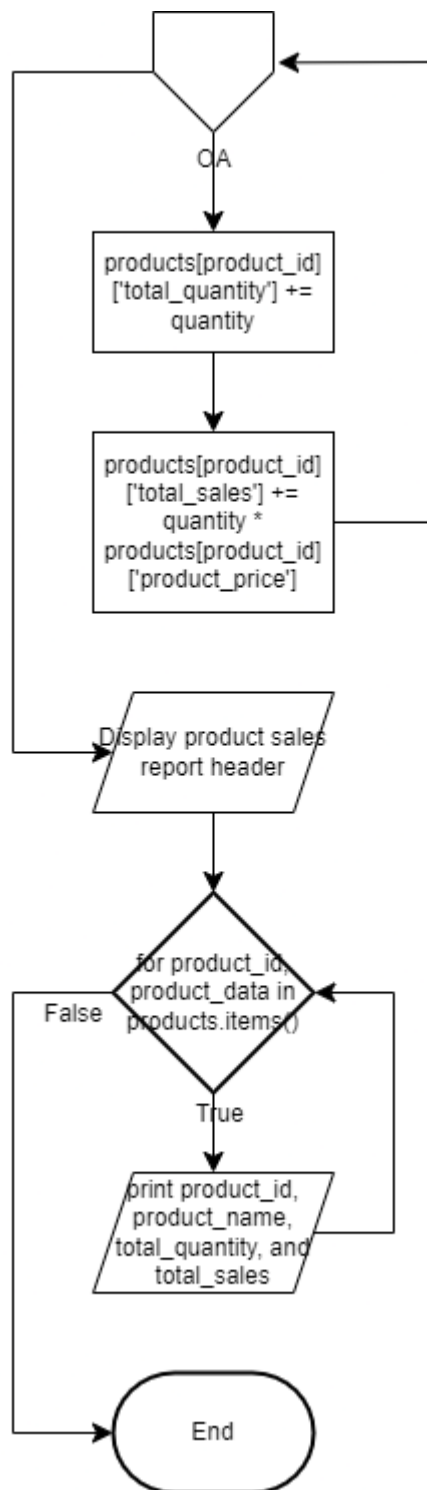 OA
products[product_id]
['total_quantity'] +=
quantity
products[product_id]
['total_sales'] +=
quantity *
products[product_id]
['product_price']
Display product sales
report header
for product_id,
product_data in
products.items()
False
True
print product_id,
product_name,
total_quantity, and
total_sales
End